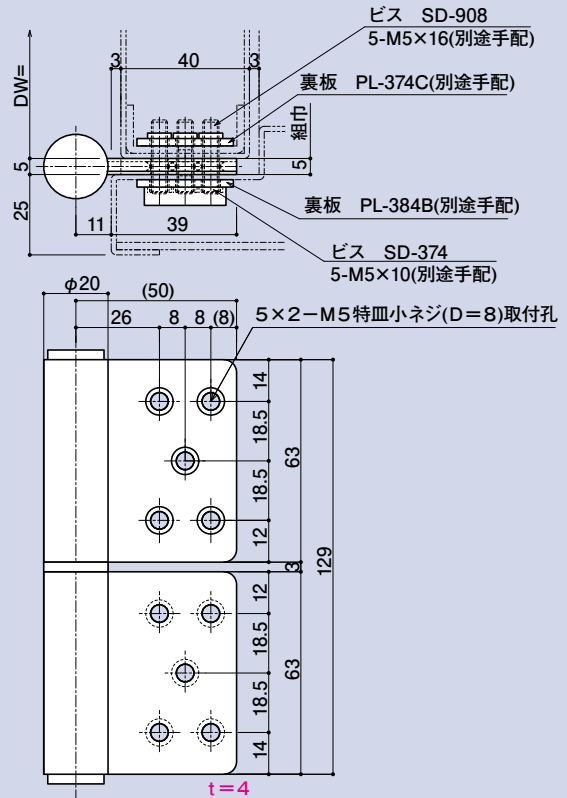 ビス SD-908
5-M5×16(別途手配)
DW=
3
40
3
裏板 PL-374C(別途手配)
組巾
5
5
25
裏板 PL-384B(別途手配)
11
39
ビス SD-374
5-M5×10(別途手配)
φ20
(50)
26
8
8
(8)
5×2-M5特皿小ネジ(D=8)取付孔
14
18.5
63
18.5
12
3
129
12
18.5
63
18.5
14
t=4